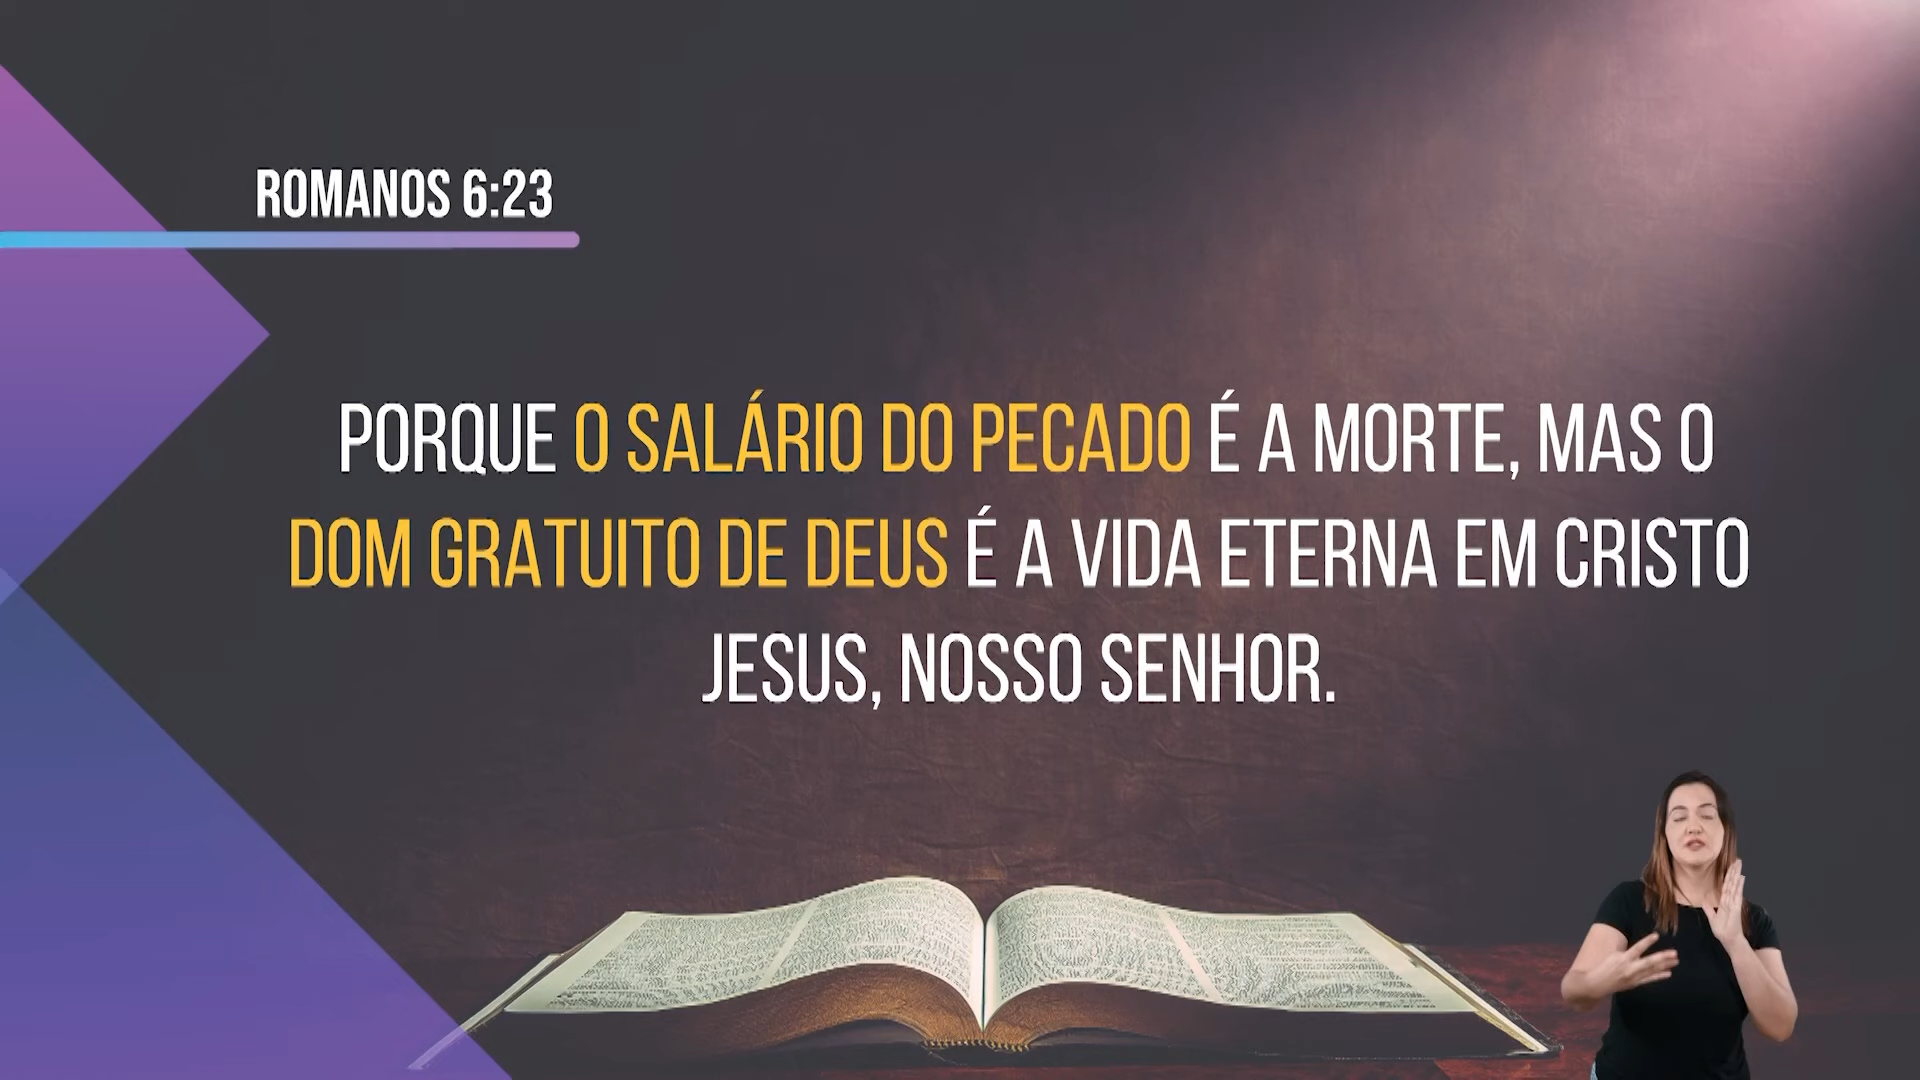 ROMANOS 6:23
PORQUE O SALÁRIO DO PECADO É A MORTE, MAS O
DOM GRATUITO DE DEUS É A VIDA ETERNA EM CRISTO
JESUS, NOSSO SENHOR.